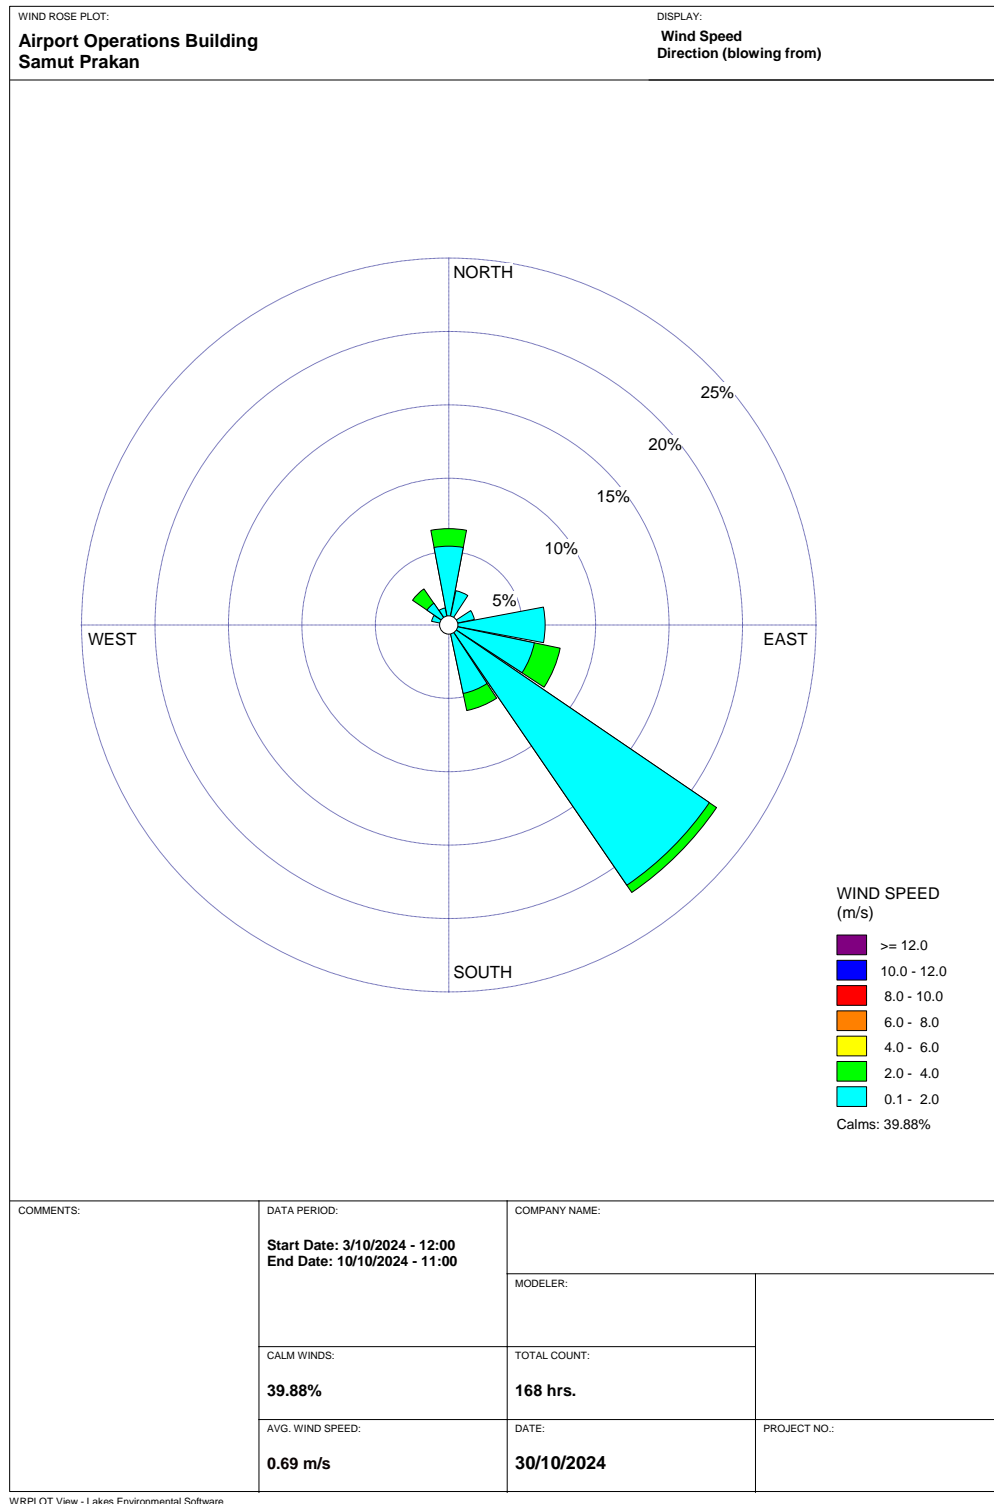 WIND ROSE PLOT:
Airport Operations Building
Samut Prakan
DISPLAY:
Wind Speed
Direction (blowing from)
NORTH
25%
20%
15%
10%
5%
WEST
EAST
SOUTH
WIND SPEED
(m/s)
>= 12.0
10.0 - 12.0
8.0 - 10.0
6.0 - 8.0
4.0 - 6.0
2.0 - 4.0
0.1 - 2.0
Calms: 39.88%
COMMENTS:
DATA PERIOD:
Start Date: 3/10/2024 - 12:00
End Date: 10/10/2024 - 11:00
COMPANY NAME:
MODELER:
CALM WINDS:
39.88%
TOTAL COUNT:
168 hrs.
AVG. WIND SPEED:
0.69 m/s
DATE:
30/10/2024
PROJECT NO.:
WRPLOT View - Lakes Environmental Software